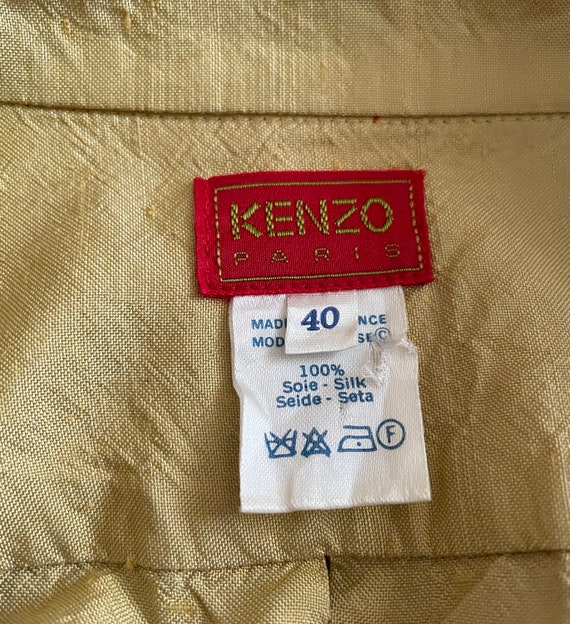 KENZO
PARIS
40
MAD NCE
MOD SE©
100%
Soie - Silk
Seide - Seta
F